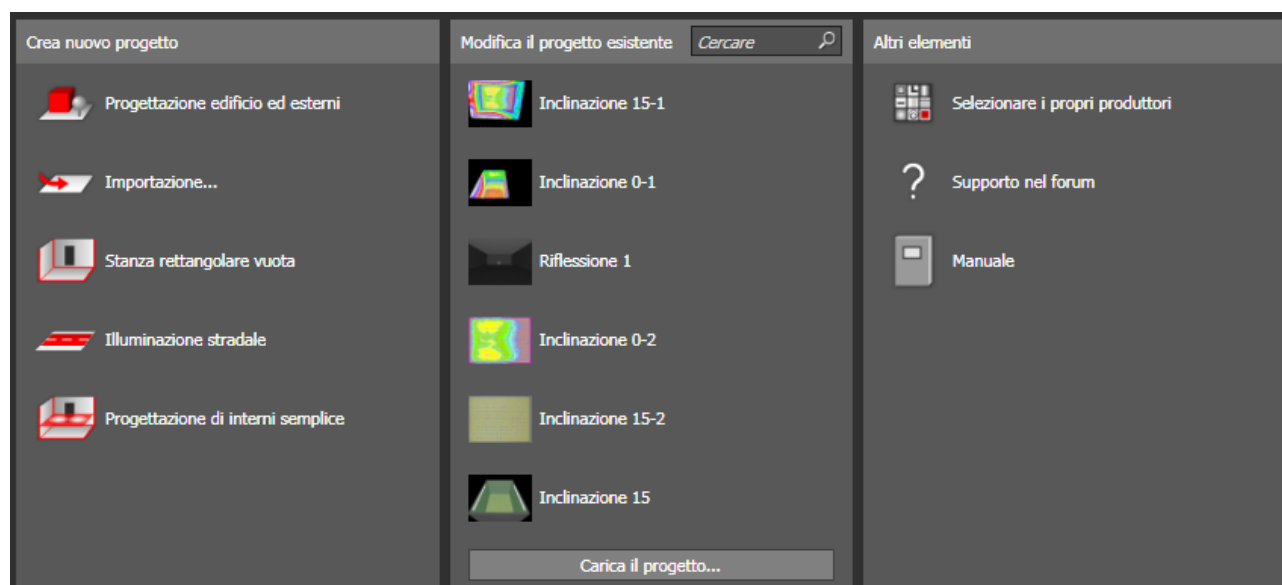 Crea nuovo progetto
Progettazione edificio ed esterni
Importazione...
Stanza rettangolare vuota
Illuminazione stradale
Progettazione di interni semplice
Modifica il progetto esistente
Cercare
Inclinazione 15-1
Inclinazione 0-1
Riflessione 1
Inclinazione 0-2
Inclinazione 15-2
Inclinazione 15
Carica il progetto...
Altri elementi
Selezionare i propri produttori
Supporto nel forum
Manuale